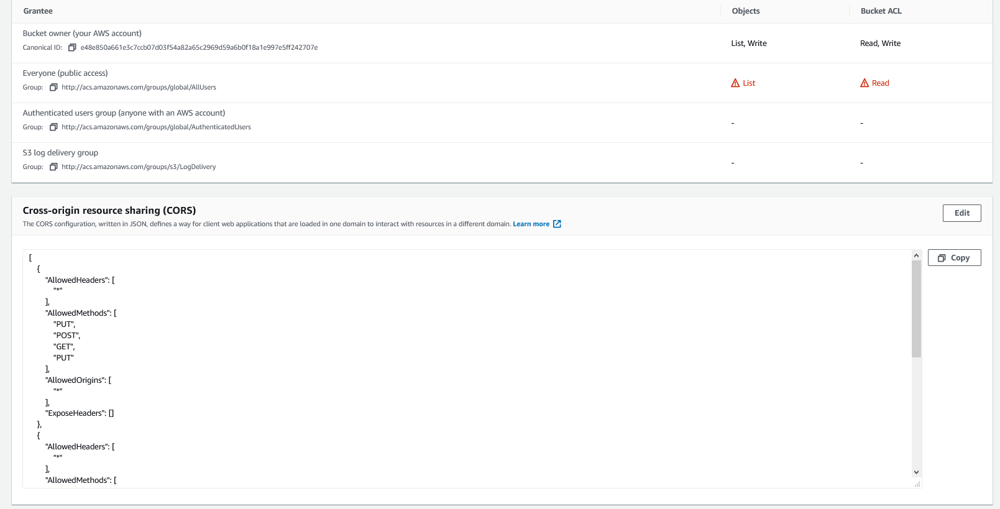 Grantee Objects Bucket ACL
Bucket owner (your AWS account)
Canonical ID: e48e850a661e3c7ccb07d03f54a82a65c2969d59a6b0f18a1e997e5ff242707e
List, Write Read, Write
Everyone (public access)
Group: http://acs.amazonaws.com/groups/global/AllUsers
List Read
Authenticated users group (anyone with an AWS account)
Group: http://acs.amazonaws.com/groups/global/AuthenticatedUsers
- -
S3 log delivery group
Group: http://acs.amazonaws.com/groups/s3/LogDelivery
- -
Cross-origin resource sharing (CORS)
Edit
The CORS configuration, written in JSON, defines a way for client web applications that are loaded in one domain to interact with resources in a different domain. Learn more
Copy
[
{
"AllowedHeaders": [
"*"
],
"AllowedMethods": [
"PUT",
"POST",
"GET",
"PUT"
],
"AllowedOrigins": [
"*"
],
"ExposeHeaders": []
},
{
"AllowedHeaders": [
"*"
],
"AllowedMethods": [